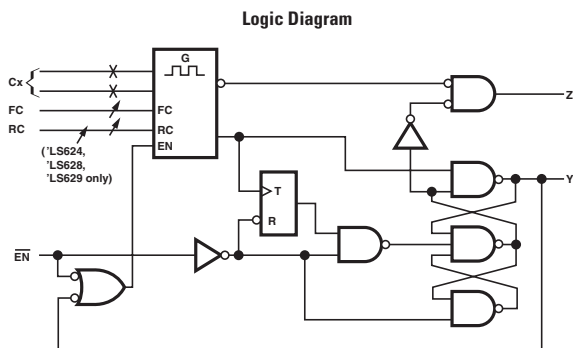 Logic Diagram
G
Cx
FC
FC
RC
RC
EN
('LS624,
'LS628,
'LS629 only)
Z
T
R
Y
EN